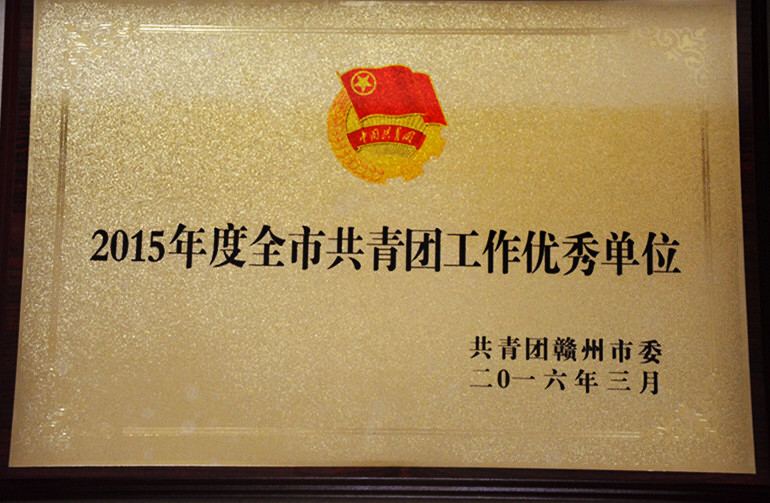 中国共青团
2015年度全市共青团工作优秀单位
共青团赣州市委
二0一六年三月